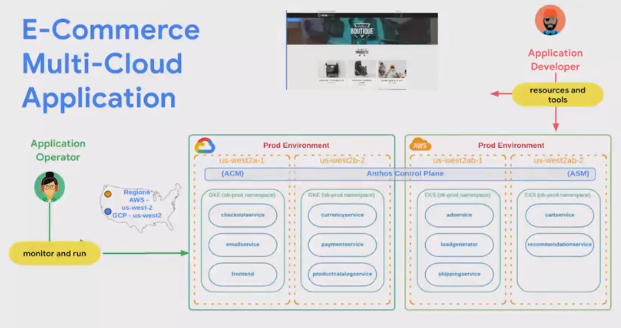 E-Commerce
Multi-Cloud
Application
BOUTIQUE
Application
Developer
resources and
tools
Application
Operator
Regions
AWS -
us-west-2
GCP - us-west2
monitor and run
Prod Environment
us-west2a-1
us-west2b-2
AWS
Prod Environment
us-west2ab-1
us-west2ab-2
(ACM)
Anthos Control Plane
(ASM)
GKE (ob-prod namespace)
checkoutservice
emailservice
frontend
GKE (ob-prod namespace)
currencyservice
paymentservice
productcatalogservice
EKS (ob-prod namespace)
adservice
loadgenerator
shippingservice
EKS (ob-prod namespace)
cartservice
recommendationservice